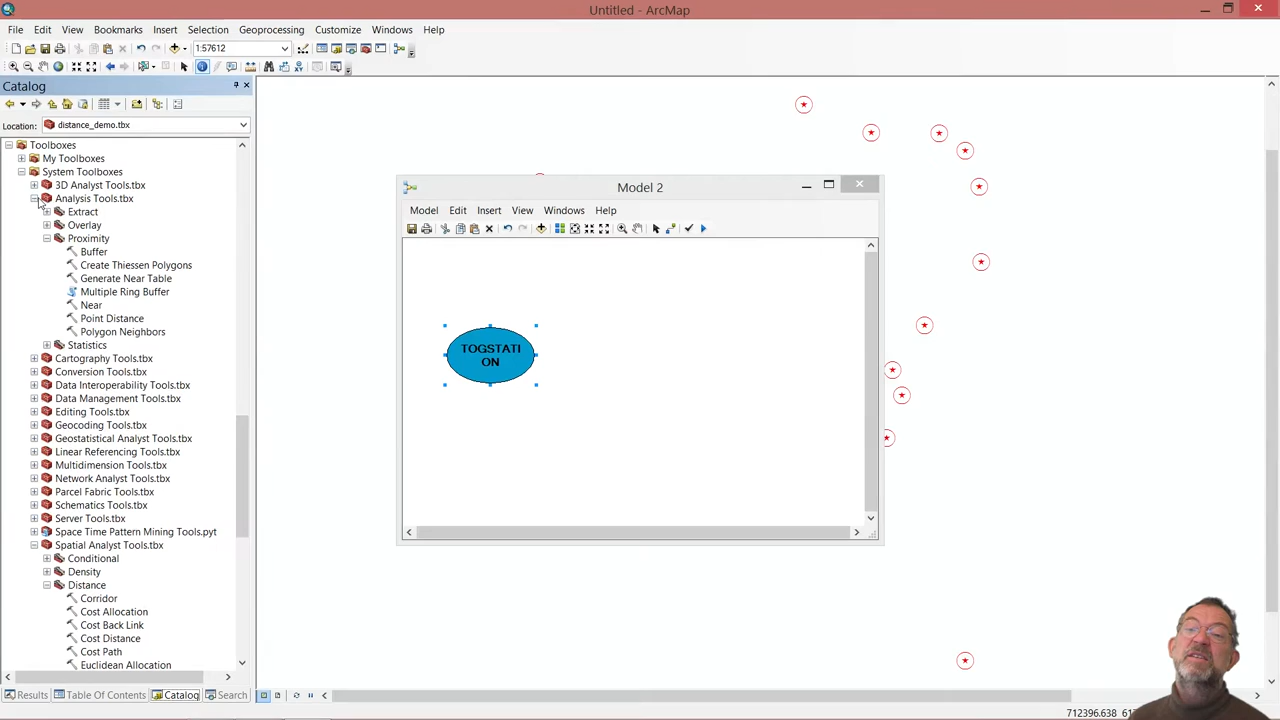 Untitled - ArcMap
File Edit View Bookmarks Insert Selection Geoprocessing Customize Windows Help
1:57612
Catalog
Location: distance_demo.tbx
Toolboxes
My Toolboxes
System Toolboxes
3D Analyst Tools.tbx
Analysis Tools.tbx
Extract
Overlay
Proximity
Buffer
Create Thiessen Polygons
Generate Near Table
Multiple Ring Buffer
Near
Point Distance
Polygon Neighbors
Statistics
Cartography Tools.tbx
Conversion Tools.tbx
Data Interoperability Tools.tbx
Data Management Tools.tbx
Editing Tools.tbx
Geocoding Tools.tbx
Geostatistical Analyst Tools.tbx
Linear Referencing Tools.tbx
Multidimension Tools.tbx
Network Analyst Tools.tbx
Parcel Fabric Tools.tbx
Schematics Tools.tbx
Server Tools.tbx
Space Time Pattern Mining Tools.pyt
Spatial Analyst Tools.tbx
Conditional
Density
Distance
Corridor
Cost Allocation
Cost Back Link
Cost Distance
Cost Path
Euclidean Allocation
Results Table Of Contents Catalog Search
Model 2
Model Edit Insert View Windows Help
TOGSTATI
ON
712396.638